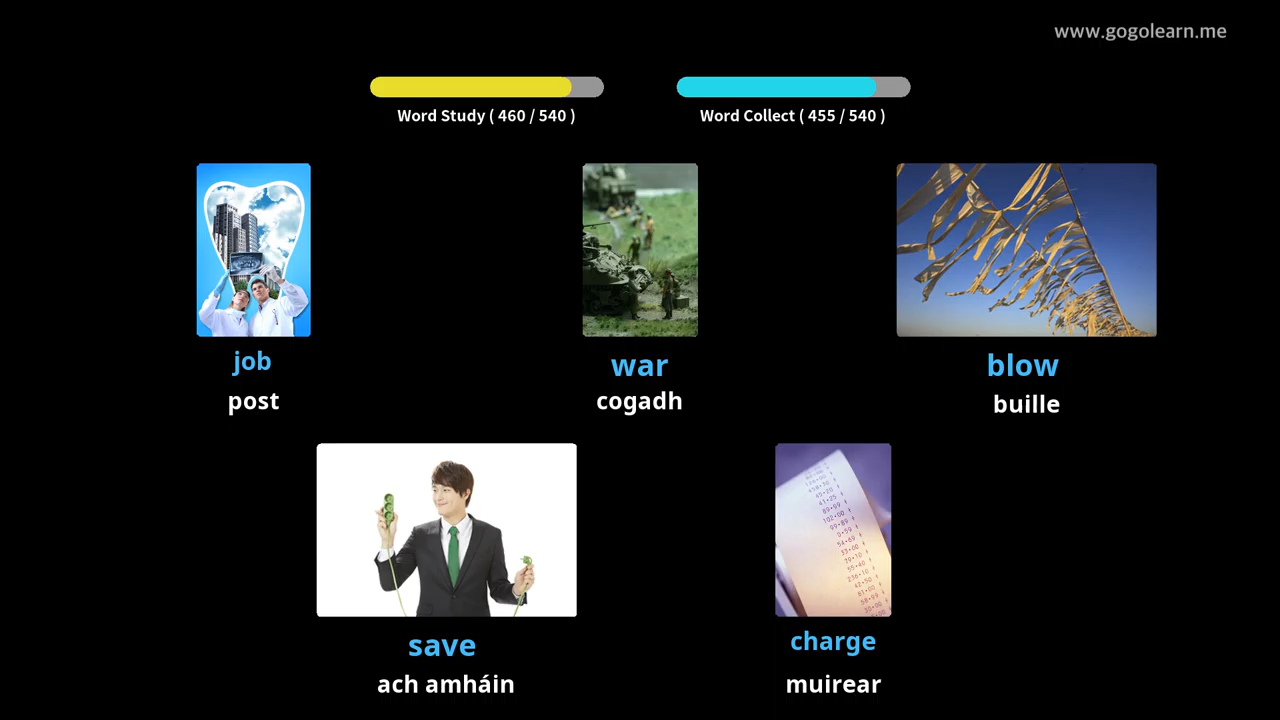 www.gogolearn.me
Word Study ( 460 / 540 )
Word Collect ( 455 / 540 )
job
post
war
cogadh
blow
buille
save
ach amháin
charge
muirear